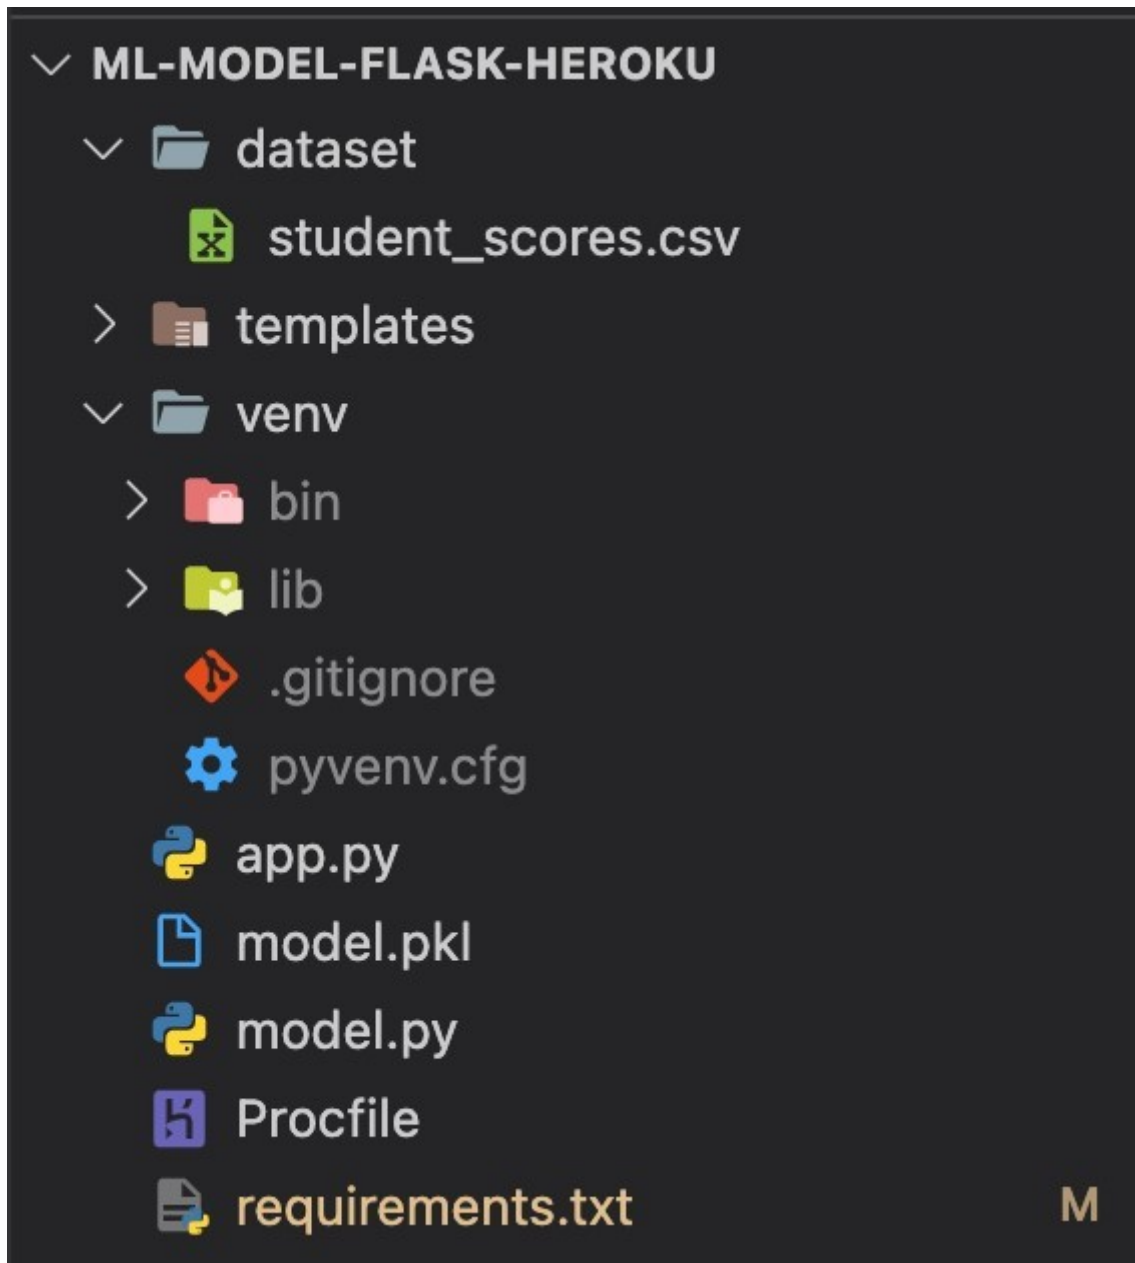 ML-MODEL-FLASK-HEROKU
dataset
student_scores.csv
templates
venv
bin
lib
.gitignore
pyvenv.cfg
app.py
model.pkl
model.py
Procfile
requirements.txt M